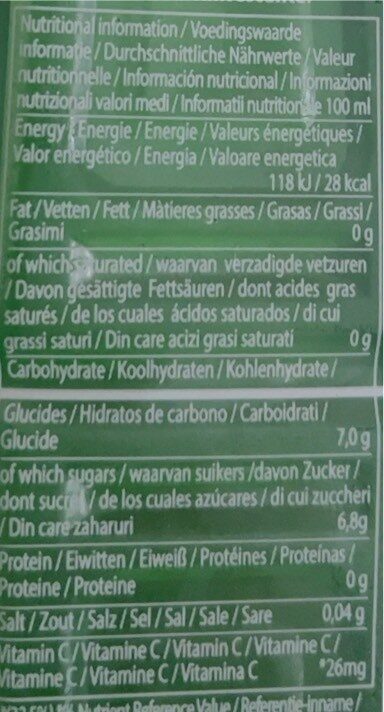 Nutritional information / Voedingswaarde
informatie / Durchschnittliche Nährwerte / Valeur
nutritionnelle / Información nutricional / Informazioni
nutrizionali valori medi / Informatii nutritionale 100 ml
Energy / Energie / Energie / Valeurs énergétiques /
Valor energético / Energia / Valoare energetica
118 kJ / 28 kcal
Fat / Vetten / Fett / Màtieres grasses / Grasas / Grassi /
Grasimi 0 g
of which saturated / waarvan verzadigde vetzuren
/ Davon gesättigte Fettsäuren / dont acides gras
saturés / de los cuales ácidos saturados / di cui
grassi saturi / Din care acizi grasi saturati 0 g
Carbohydrate / Koolhydraten / Kohlenhydrate /
Glucides / Hidratos de carbono / Carboidrati /
Glucide 7,0 g
of which sugars / waarvan suikers /davon Zucker /
dont / de los cuales azúcares / di cui zuccheri
/ Din care zaharuri 6,8g
Protein / Eiwitten / Eiweiß / Protéines / Proteínas /
Proteine / Proteine 0 g
Salt / Zout / Salz / Sel / Sal / Sale / Sare 0,04 g
Vitamin C / Vitamine C / Vitamin C / Vitamine C /
Vitamine C / Vitamine C / Vitamina C *26mg
Nutrient Reference Value / Referentie-inname /